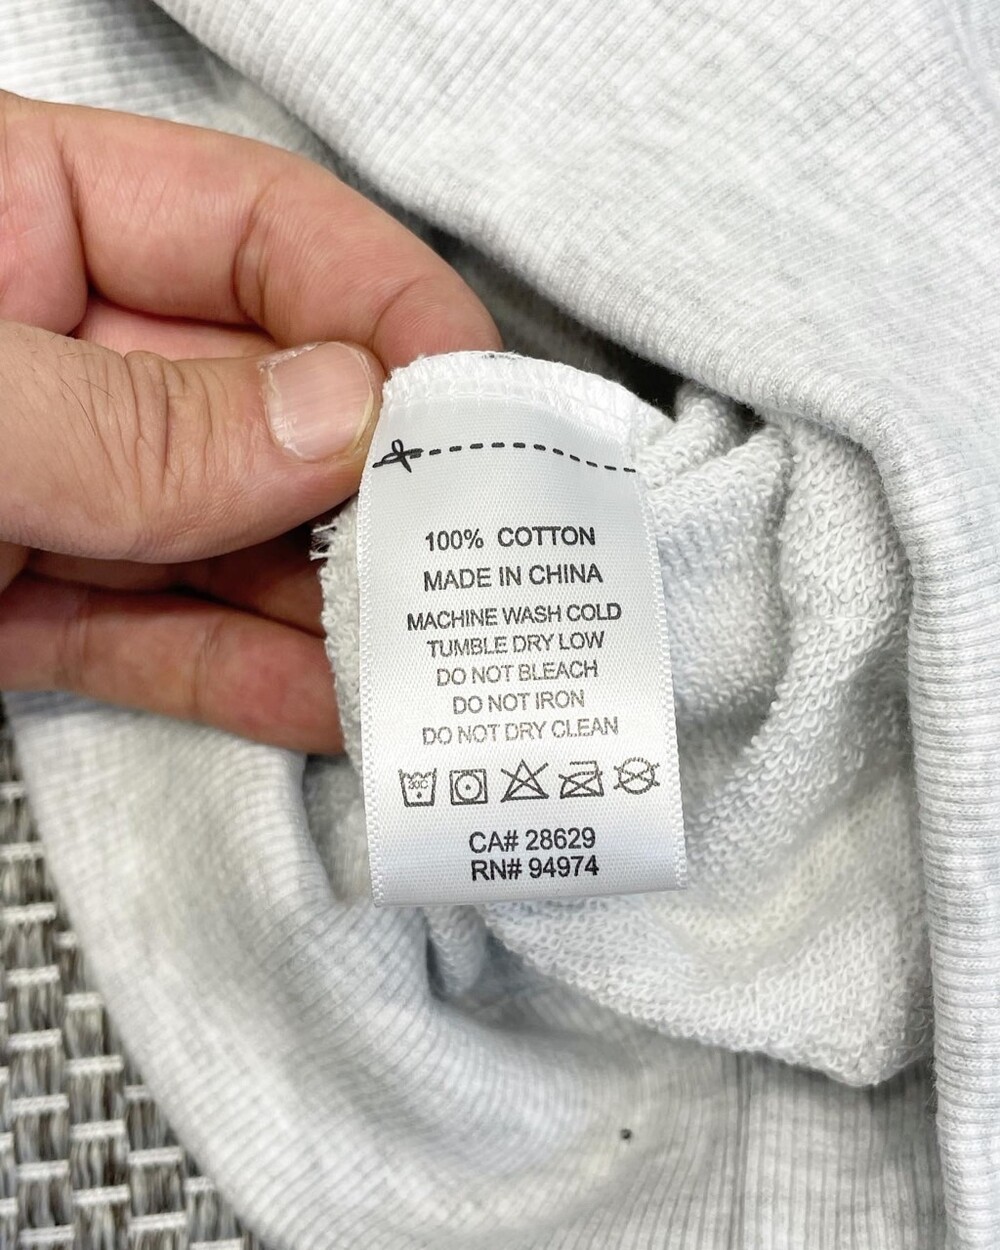 100% COTTON
MADE IN CHINA
MACHINE WASH COLD
TUMBLE DRY LOW
DO NOT BLEACH
DO NOT IRON
DO NOT DRY CLEAN
30C
CA# 28629
RN# 94974